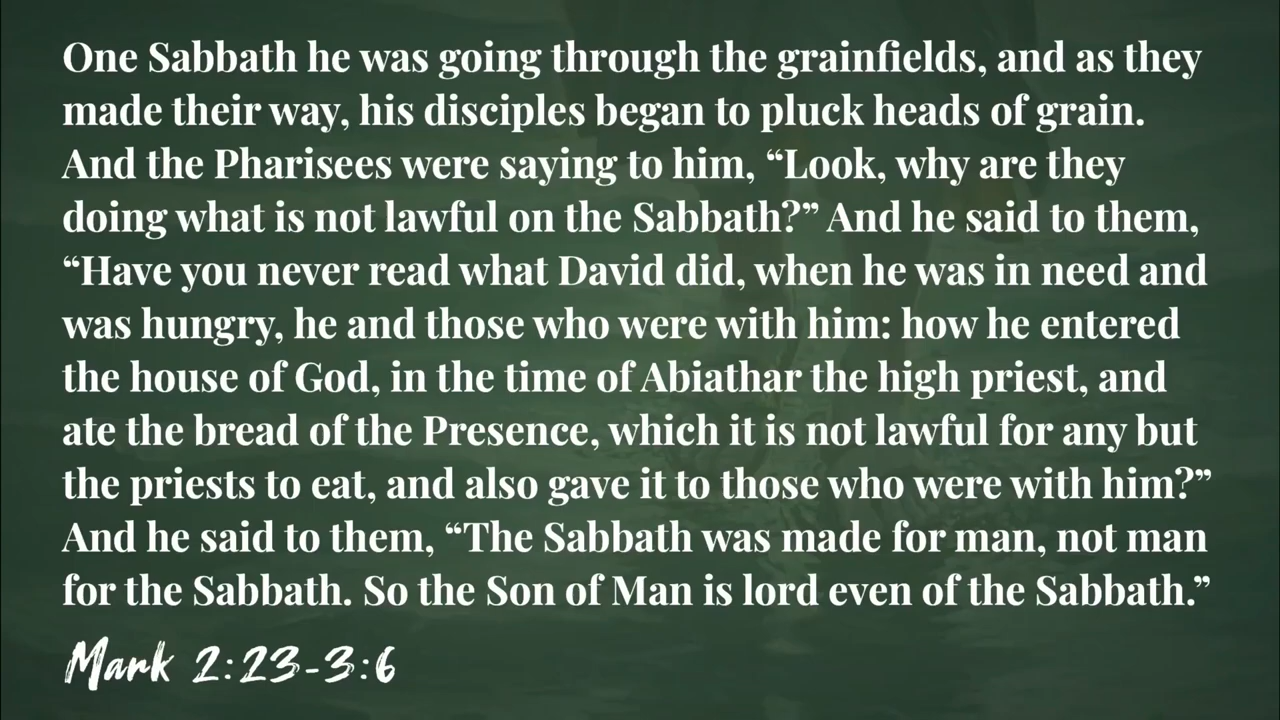 One Sabbath he was going through the grainfields, and as they
made their way, his disciples began to pluck heads of grain.
And the Pharisees were saying to him, “Look, why are they
doing what is not lawful on the Sabbath?” And he said to them,
“Have you never read what David did, when he was in need and
was hungry, he and those who were with him: how he entered
the house of God, in the time of Abiathar the high priest, and
ate the bread of the Presence, which it is not lawful for any but
the priests to eat, and also gave it to those who were with him?”
And he said to them, “The Sabbath was made for man, not man
for the Sabbath. So the Son of Man is lord even of the Sabbath.”
Mark 2:23-3:6